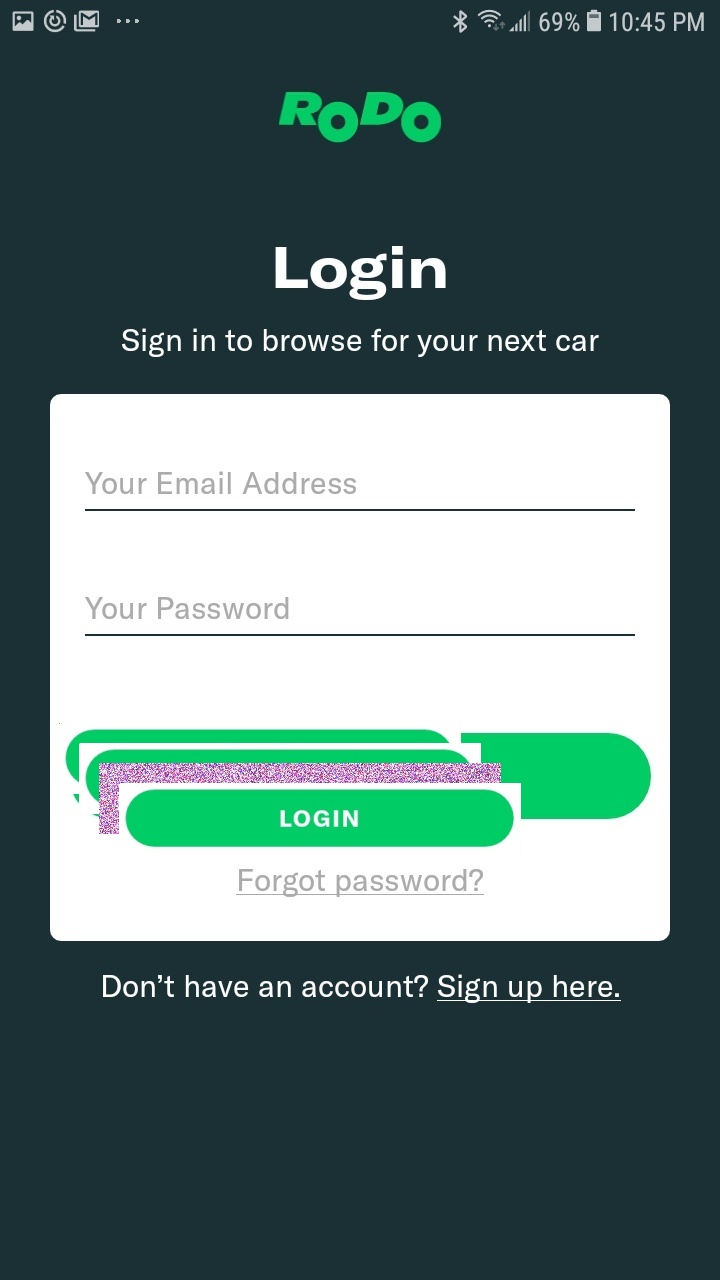 69% 10:45 PM
RoDo
Login
Sign in to browse for your next car
Your Email Address
Your Password
LOGIN
Forgot password?
Don’t have an account? Sign up here.